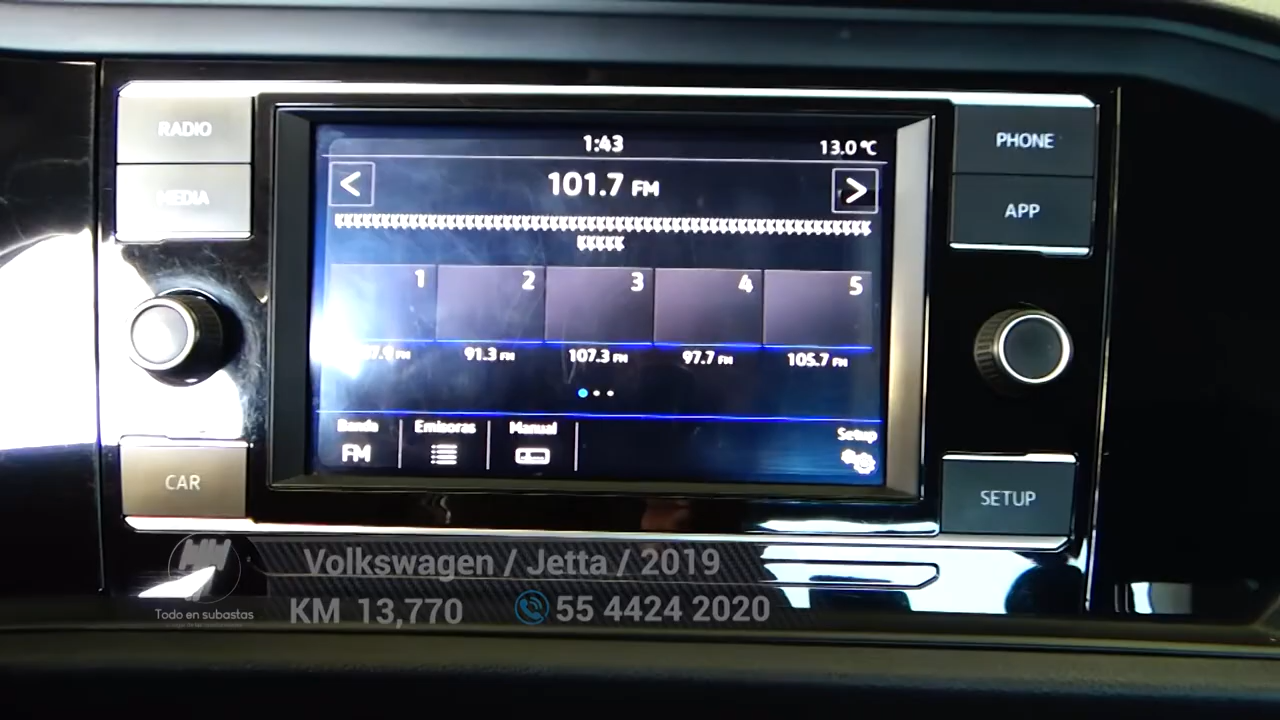 RADIO
MEDIA
CAR
PHONE
APP
SETUP
1:43 13.0 °C
< 101.7 FM >
1 2 3 4 5
91.3 FM 107.3 FM 97.7 FM 105.7 FM
Banda Emisoras Manual Setup
FM
Volkswagen / Jetta / 2019
KM 13,770 55 4424 2020
Todo en subastas